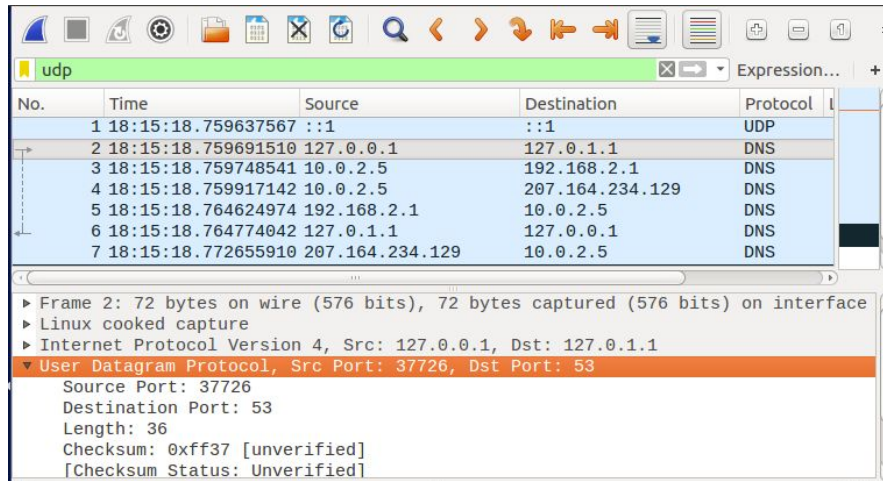 udp Expression... +
No. Time Source Destination Protocol L
1 18:15:18.759637567 ::1 ::1 UDP
2 18:15:18.759691510 127.0.0.1 127.0.1.1 DNS
3 18:15:18.759748541 10.0.2.5 192.168.2.1 DNS
4 18:15:18.759917142 10.0.2.5 207.164.234.129 DNS
5 18:15:18.764624974 192.168.2.1 10.0.2.5 DNS
6 18:15:18.764774042 127.0.1.1 127.0.0.1 DNS
7 18:15:18.772655910 207.164.234.129 10.0.2.5 DNS
Frame 2: 72 bytes on wire (576 bits), 72 bytes captured (576 bits) on interface
Linux cooked capture
Internet Protocol Version 4, Src: 127.0.0.1, Dst: 127.0.1.1
User Datagram Protocol, Src Port: 37726, Dst Port: 53
Source Port: 37726
Destination Port: 53
Length: 36
Checksum: 0xff37 [unverified]
[Checksum Status: Unverified]